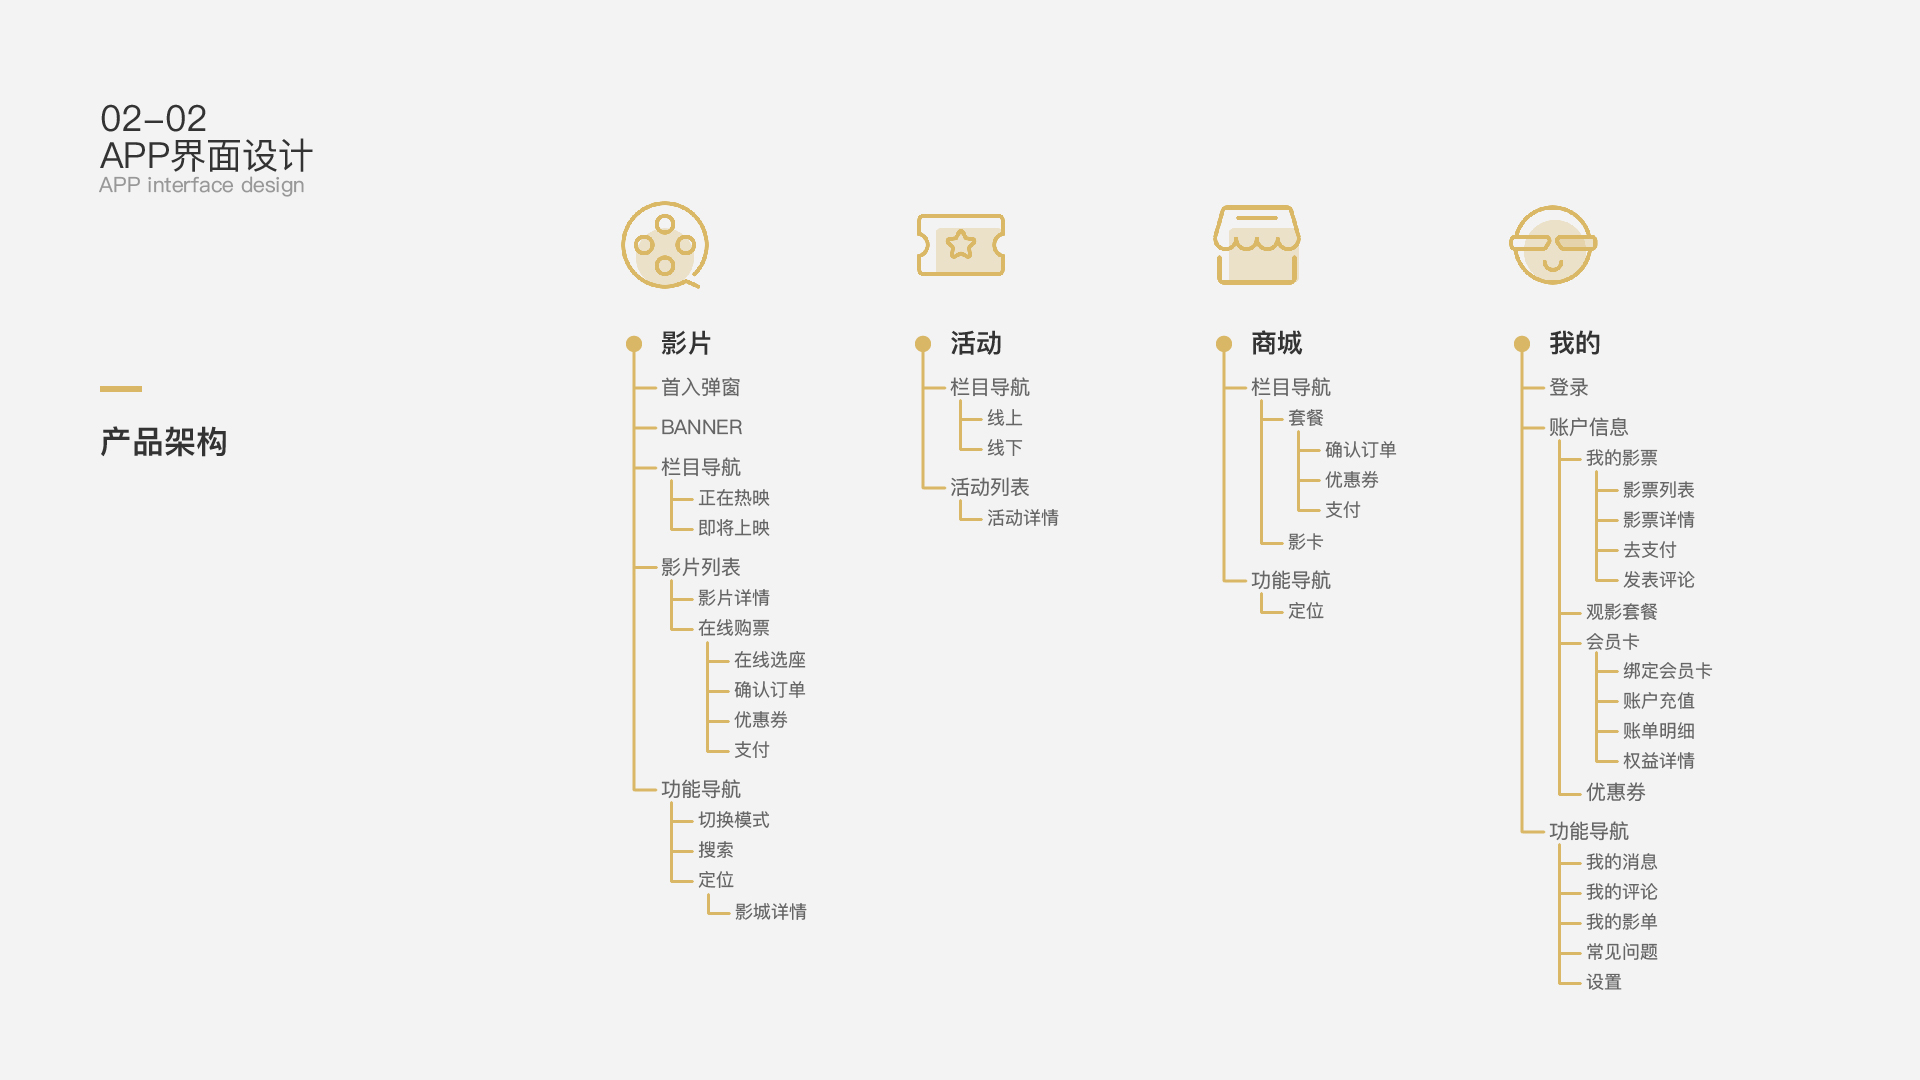 02-02
APP界面设计
APP interface design
产品架构
影片
首入弹窗
BANNER
栏目导航
正在热映
即将上映
影片列表
影片详情
在线购票
在线选座
确认订单
优惠券
支付
功能导航
切换模式
搜索
定位
影城详情
活动
栏目导航
线上
线下
活动列表
活动详情
商城
栏目导航
套餐
确认订单
优惠券
支付
影卡
功能导航
定位
我的
登录
账户信息
我的影票
影票列表
影票详情
去支付
发表评论
观影套餐
会员卡
绑定会员卡
账户充值
账单明细
权益详情
优惠券
功能导航
我的消息
我的评论
我的影单
常见问题
设置